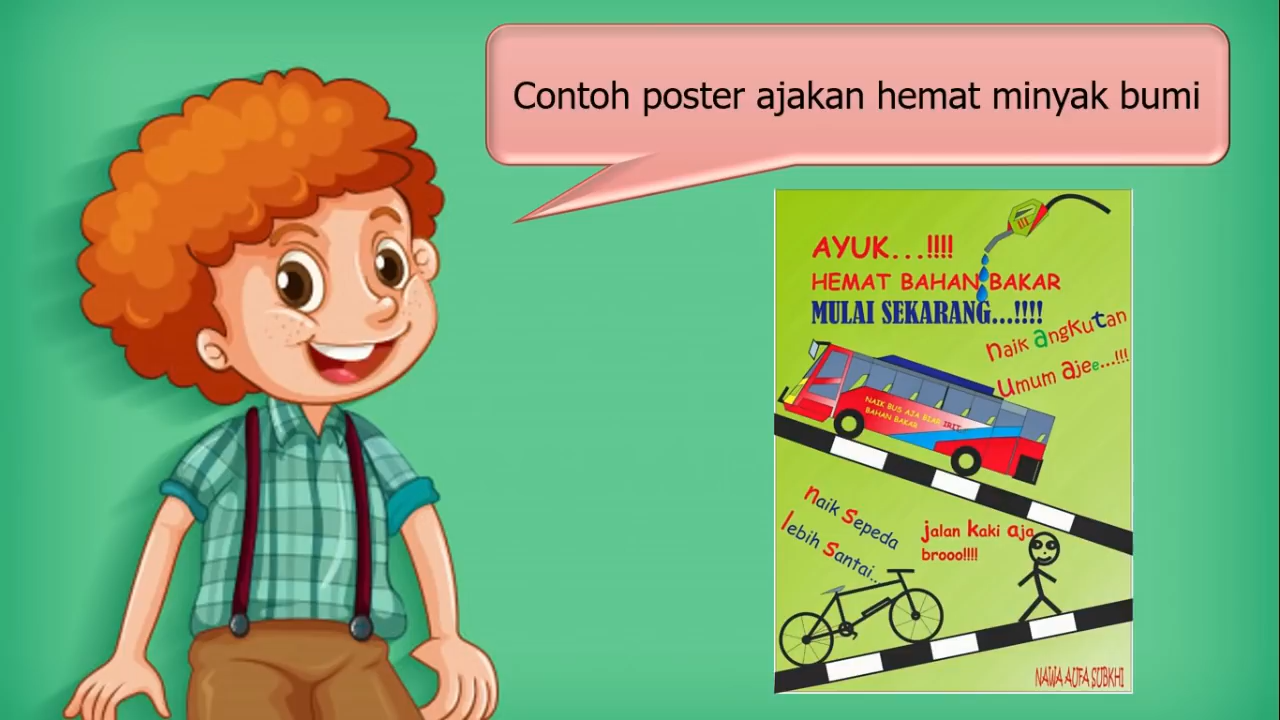 Contoh poster ajakan hemat minyak bumi
AYUK...!!!!
HEMAT BAHAN BAKAR
MULAI SEKARANG...!!!!
naik angkutan
umum ajee...!!!
NAIK BUS AJA BIAR IRIT
BAHAN BAKAR
naik sepeda
lebih santai..
jalan kaki aja
brooo!!!!
NAWA AUFA SUBKHI